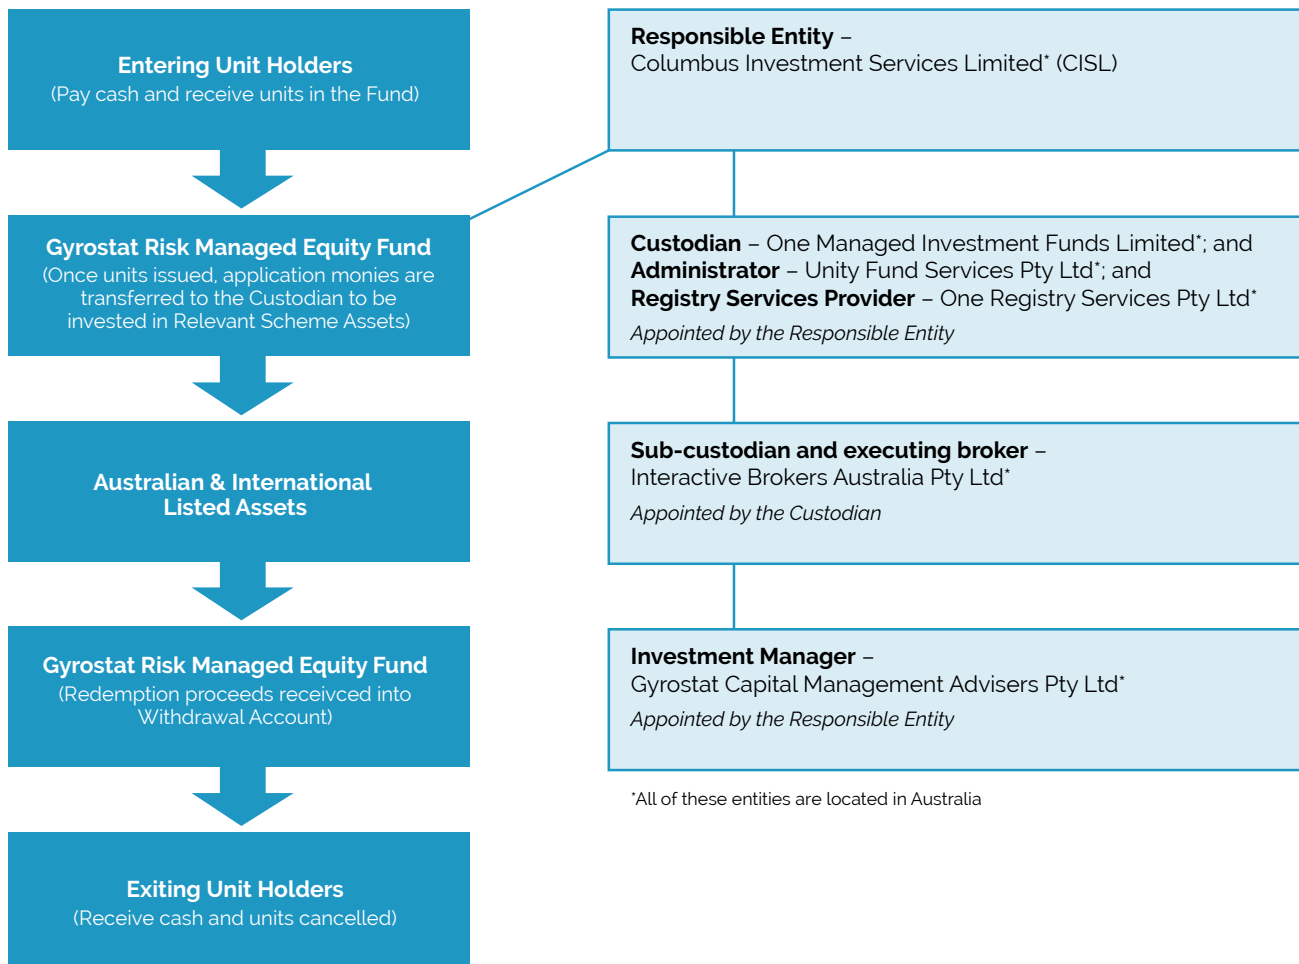 Entering Unit Holders
(Pay cash and receive units in the Fund)
Gyrostat Risk Managed Equity Fund
(Once units issued, application monies are
transferred to the Custodian to be
invested in Relevant Scheme Assets)
Australian & International
Listed Assets
Gyrostat Risk Managed Equity Fund
(Redemption proceeds receivced into
Withdrawal Account)
Exiting Unit Holders
(Receive cash and units cancelled)
Responsible Entity –
Columbus Investment Services Limited* (CISL)
Custodian – One Managed Investment Funds Limited*; and
Administrator – Unity Fund Services Pty Ltd*; and
Registry Services Provider – One Registry Services Pty Ltd*
Appointed by the Responsible Entity
Sub-custodian and executing broker –
Interactive Brokers Australia Pty Ltd*
Appointed by the Custodian
Investment Manager –
Gyrostat Capital Management Advisers Pty Ltd*
Appointed by the Responsible Entity
*All of these entities are located in Australia